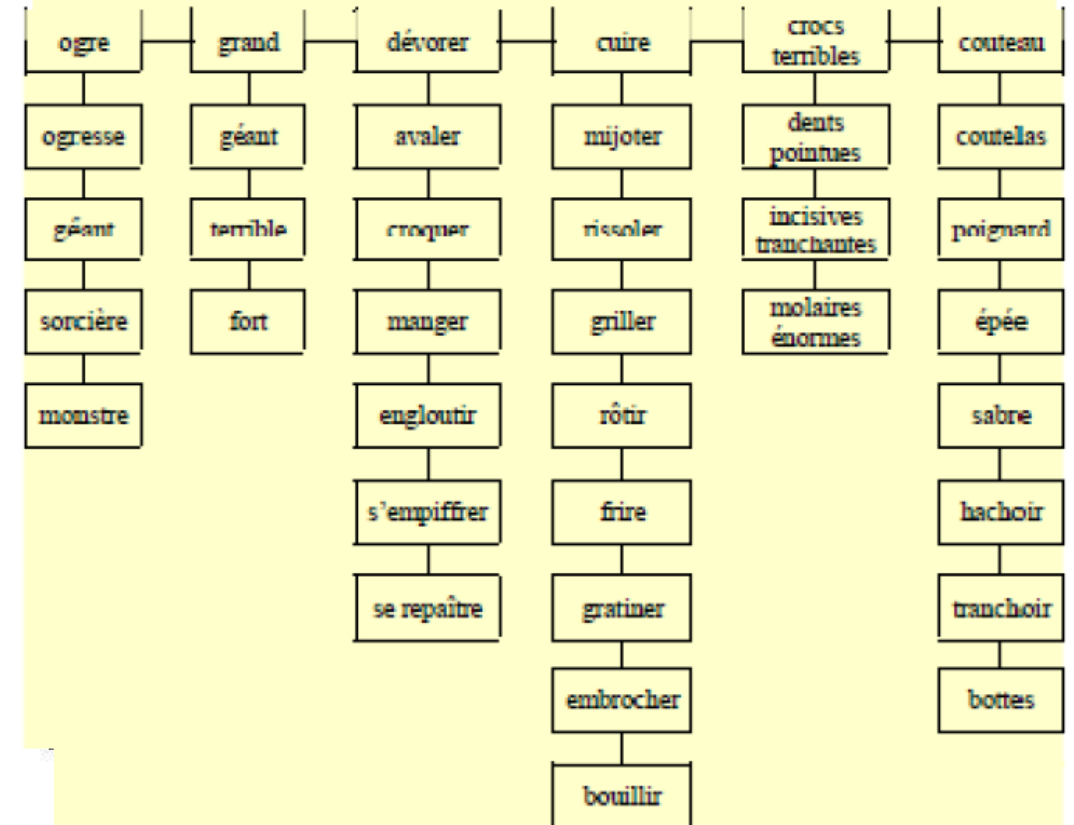 ogre
grand
dévorer
cuire
crocs
terribles
couteau
ogresse
géant
avaler
mijoter
dents
pointues
coutelas
géant
terrible
croquer
rissoler
incisives
tranchantes
poignard
sorcière
fort
manger
griller
molaires
énormes
épée
monstre
engloutir
rôtir
sabre
s'empiffrer
frire
hachoir
se repaître
gratiner
tranchoir
embrocher
bottes
bouillir